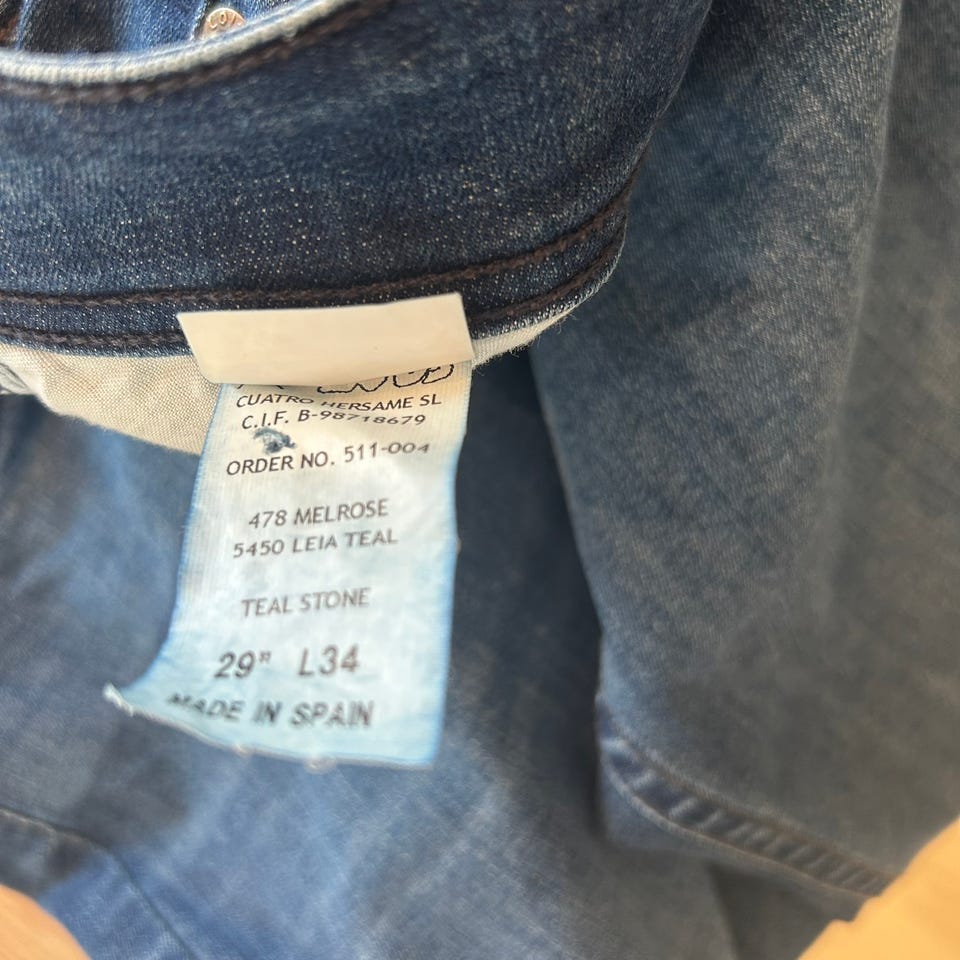 CUATRO HERSAME SL
C.I.F. B-98718679
ORDER NO. 511-004
478 MELROSE
5450 LEIA TEAL
TEAL STONE
29" L34
MADE IN SPAIN